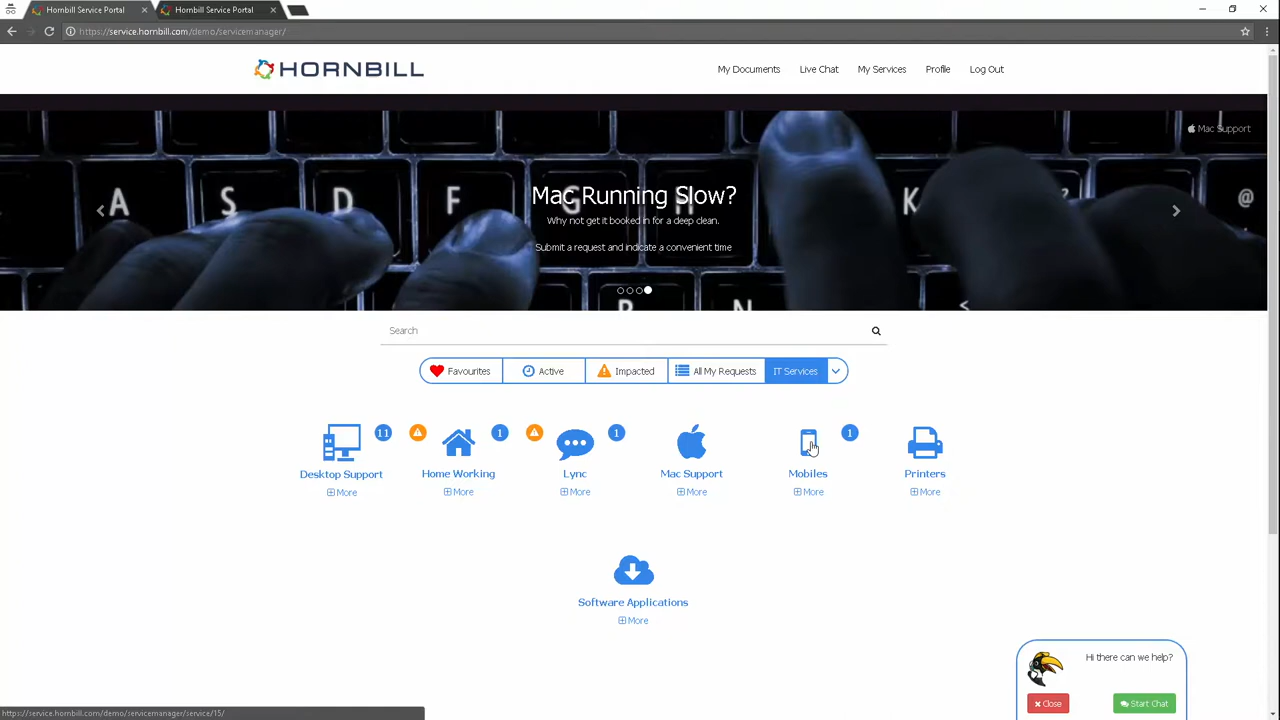 Hornbill Service Portal
Hornbill Service Portal
https://service.hornbill.com/demo/servicemanager/
HORNBILL
My Documents
Live Chat
My Services
Profile
Log Out
Mac Support
A S D F G H K ? @
Mac Running Slow?
Why not get it booked in for a deep clean.
Submit a request and indicate a convenient time
B N <
Search
Favourites
Active
Impacted
All My Requests
IT Services
11
1
1
1
Desktop Support
Home Working
Lync
Mac Support
Mobiles
Printers
More
More
More
More
More
More
Software Applications
More
Hi there can we help?
Close
Start Chat
https://service.hornbill.com/demo/servicemanager/service/15/